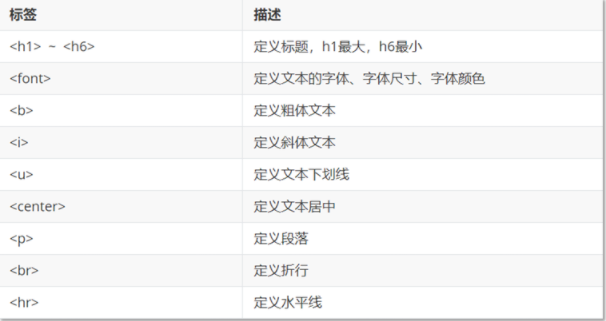 标签 描述
<h1> ~ <h6> 定义标题，h1最大，h6最小
<font> 定义文本的字体、字体尺寸、字体颜色
<b> 定义粗体文本
<i> 定义斜体文本
<u> 定义文本下划线
<center> 定义文本居中
<p> 定义段落
<br> 定义折行
<hr> 定义水平线